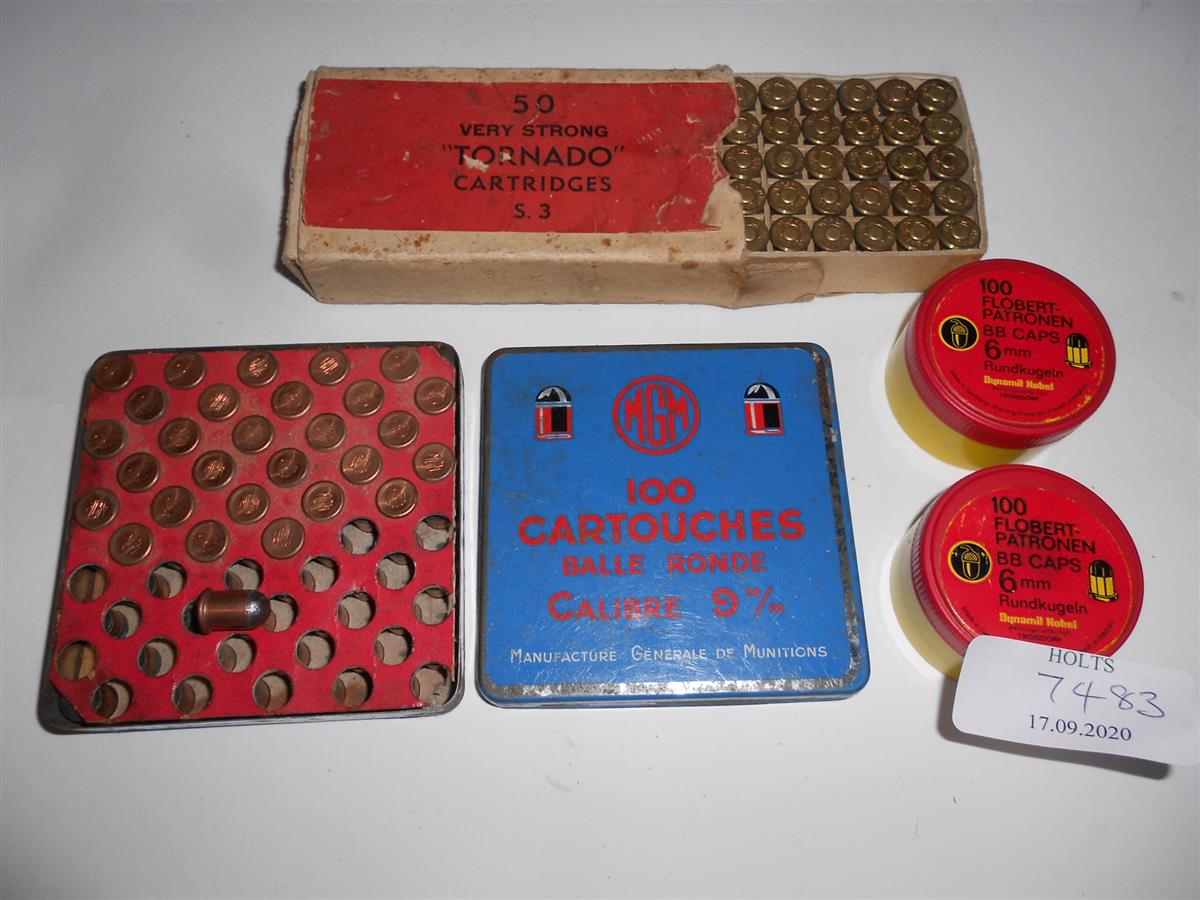 50
VERY STRONG
"TORNADO"
CARTRIDGES
S. 3
MGM
100
CARTOUCHES
BALLE RONDE
CALIBRE 9 m/m
MANUFACTURE GÉNÉRALE DE MUNITIONS
100
FLOBERT-
PATRONEN
BB CAPS
6 mm
Rundkugeln
Dynamit Nobel
TROISDORF
100
FLOBERT-
PATRONEN
BB CAPS
6 mm
Rundkugeln
Dynamit Nobel
TROISDORF
HOLTS
7483
17.09.2020